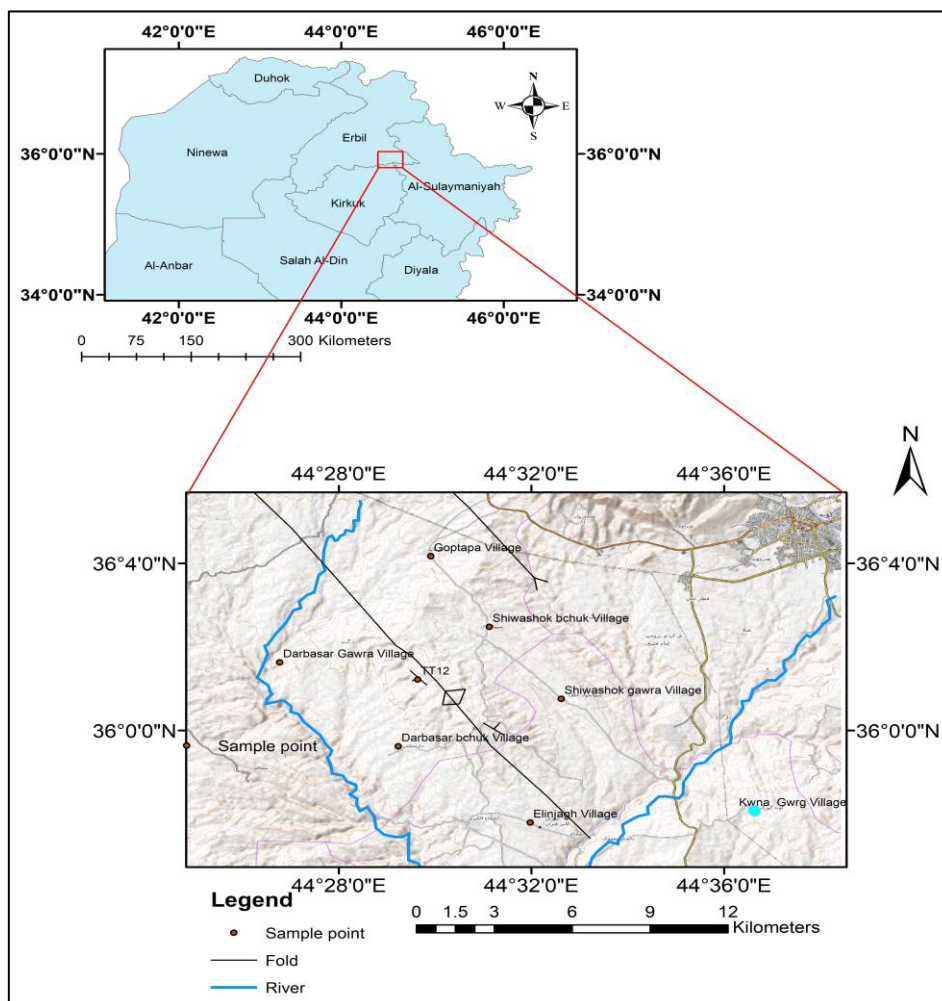 42°0'0"E 44°0'0"E 46°0'0"E
Duhok
N
W E
S
Erbil
Ninewa
36°0'0"N 36°0'0"N
Al-Sulaymaniyah
Kirkuk
Salah Al-Din
Al-Anbar
Diyala
34°0'0"N 34°0'0"N
42°0'0"E 44°0'0"E 46°0'0"E
0 75 150 300 Kilometers
N
44°28'0"E 44°32'0"E 44°36'0"E
Goptapa Village
36°4'0"N 36°4'0"N
Shiwashok bchuk Village
Darbasar Gawra Village
TT12
Shiwashok gawra Village
36°0'0"N 36°0'0"N
Darbasar bchuk Village
Sample point
Kwna Gwrg Village
Elinjagh Village
44°28'0"E 44°32'0"E 44°36'0"E
Legend
Sample point
Fold
River
0 1.5 3 6 9 12
Kilometers